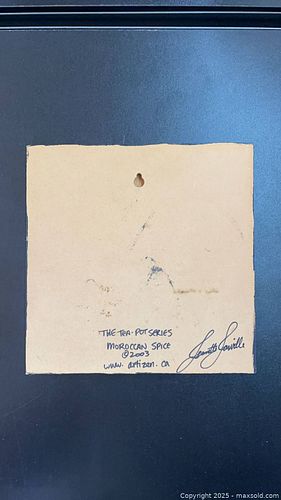 THE TEA-POT SERIES
MOROCCAN SPICE
©2003
www.artizen.ca
Copyright © 2025 - maxsold.com